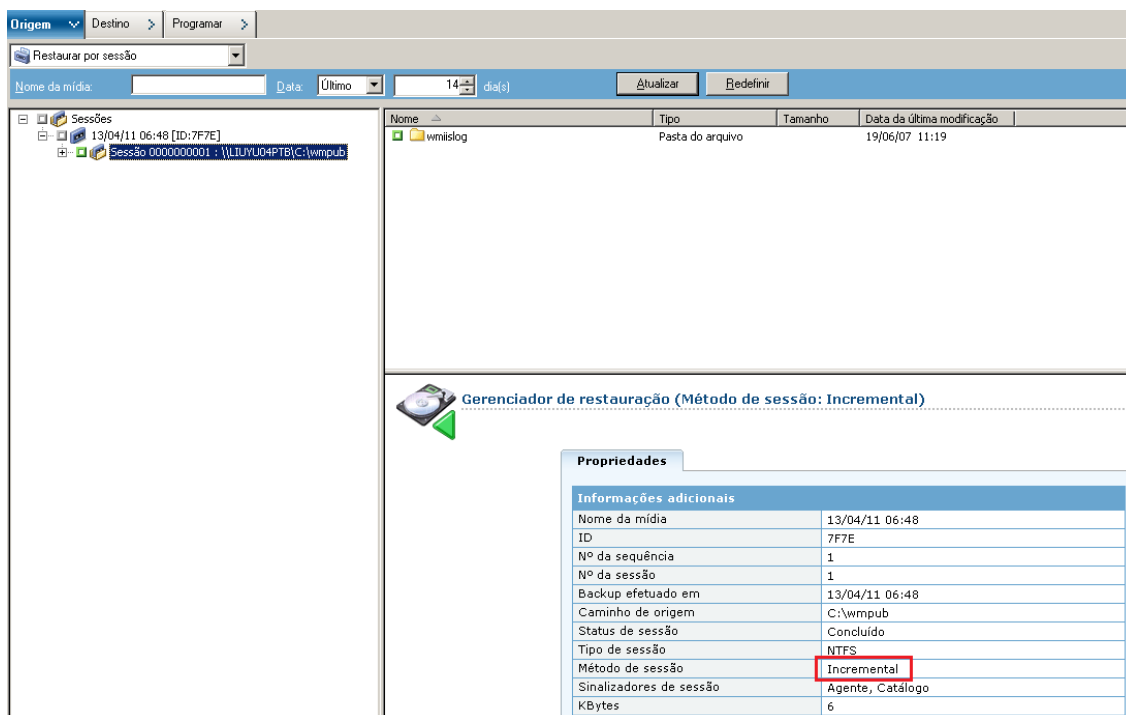 Origem Destino Programar
Restaurar por sessão
Nome da mídia: Data: Último 14 dia(s) Atualizar Redefinir
Sessões
13/04/11 06:48 [ID:7F7E]
Sessão 0000000001 : \\LIUYU04PTB\C:\wmpub
Nome Tipo Tamanho Data da última modificação
wmiislog Pasta do arquivo 19/06/07 11:19
Gerenciador de restauração (Método de sessão: Incremental)
Propriedades
Informações adicionais
Nome da mídia 13/04/11 06:48
ID 7F7E
Nº da sequência 1
Nº da sessão 1
Backup efetuado em 13/04/11 06:48
Caminho de origem C:\wmpub
Status de sessão Concluído
Tipo de sessão NTFS
Método de sessão Incremental
Sinalizadores de sessão Agente, Catálogo
KBytes 6